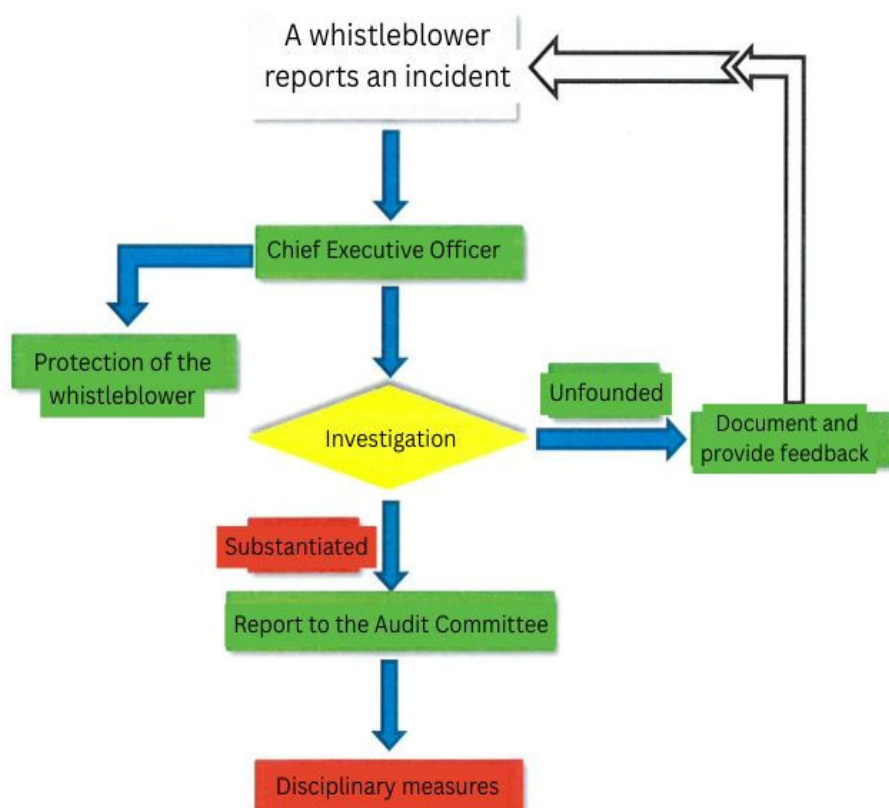 A whistleblower
reports an incident
Chief Executive Officer
Protection of the
whistleblower
Investigation
Unfounded
Document and
provide feedback
Substantiated
Report to the Audit Committee
Disciplinary measures